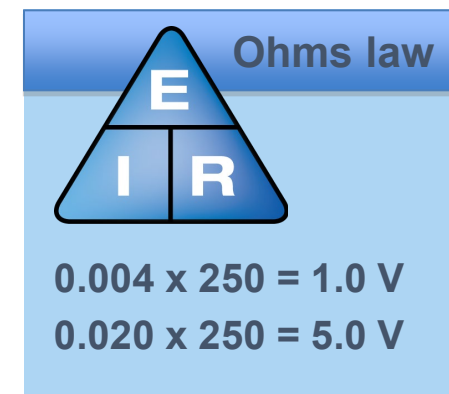 Ohms law
E
I R
0.004 x 250 = 1.0 V
0.020 x 250 = 5.0 V